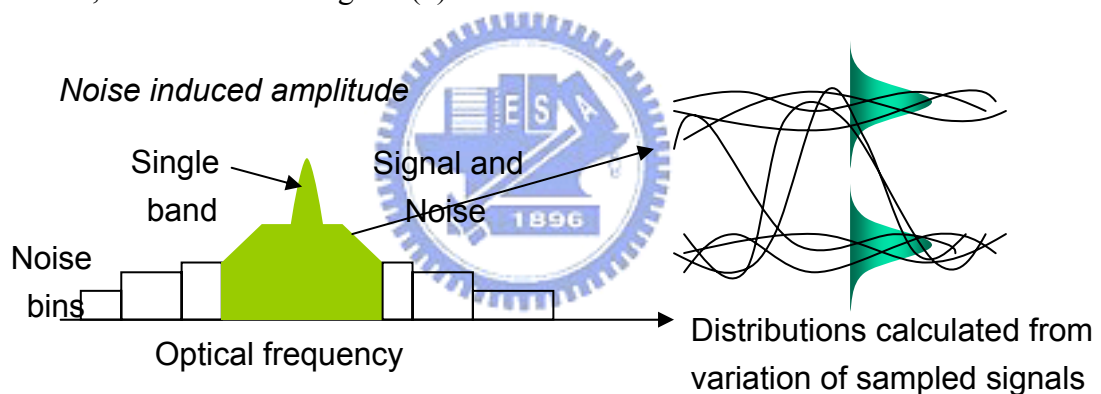 Noise induced amplitude
Single
band
Signal and
Noise
Noise
bins
Optical frequency
Distributions calculated from
variation of sampled signals
E S A
1896